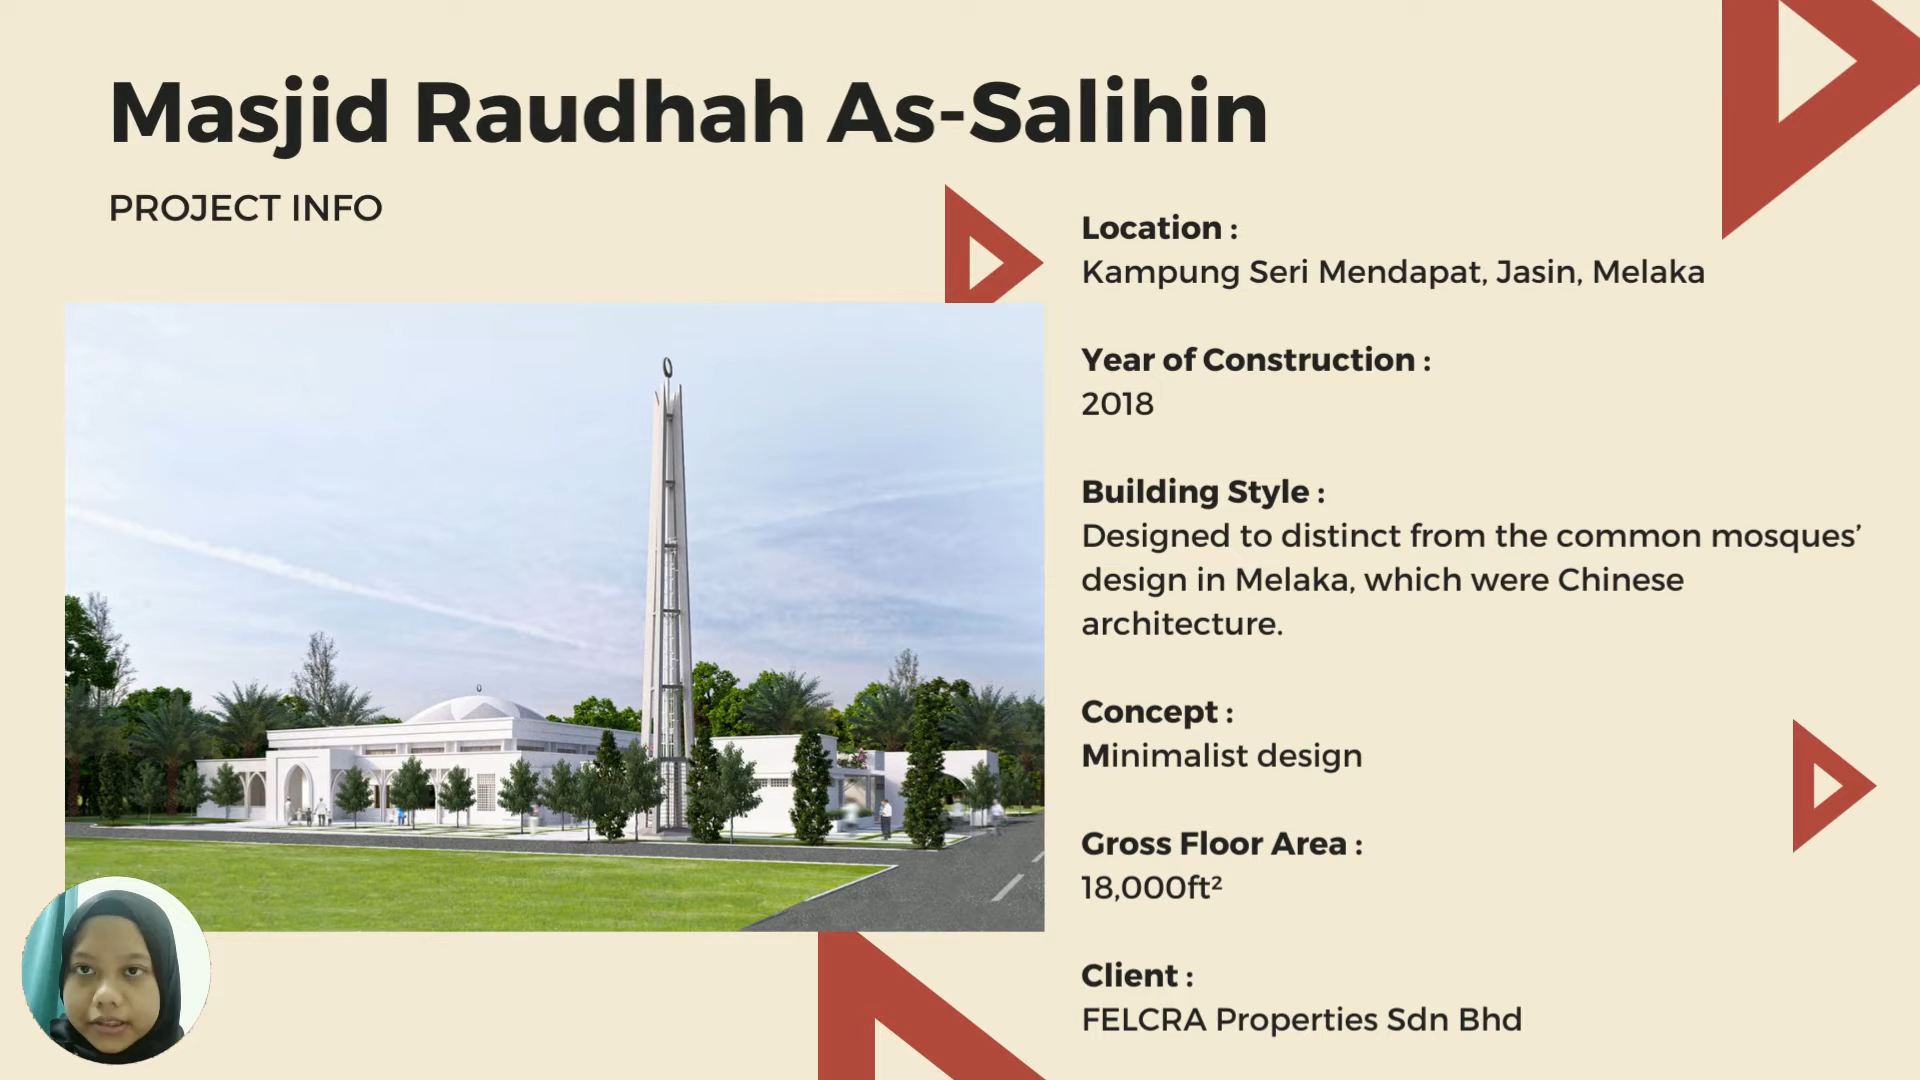 Masjid Raudhah As-Salihin
PROJECT INFO
Location :
Kampung Seri Mendapat, Jasin, Melaka
Year of Construction :
2018
Building Style :
Designed to distinct from the common mosques’
design in Melaka, which were Chinese
architecture.
Concept :
Minimalist design
Gross Floor Area :
18,000ft²
Client :
FELCRA Properties Sdn Bhd